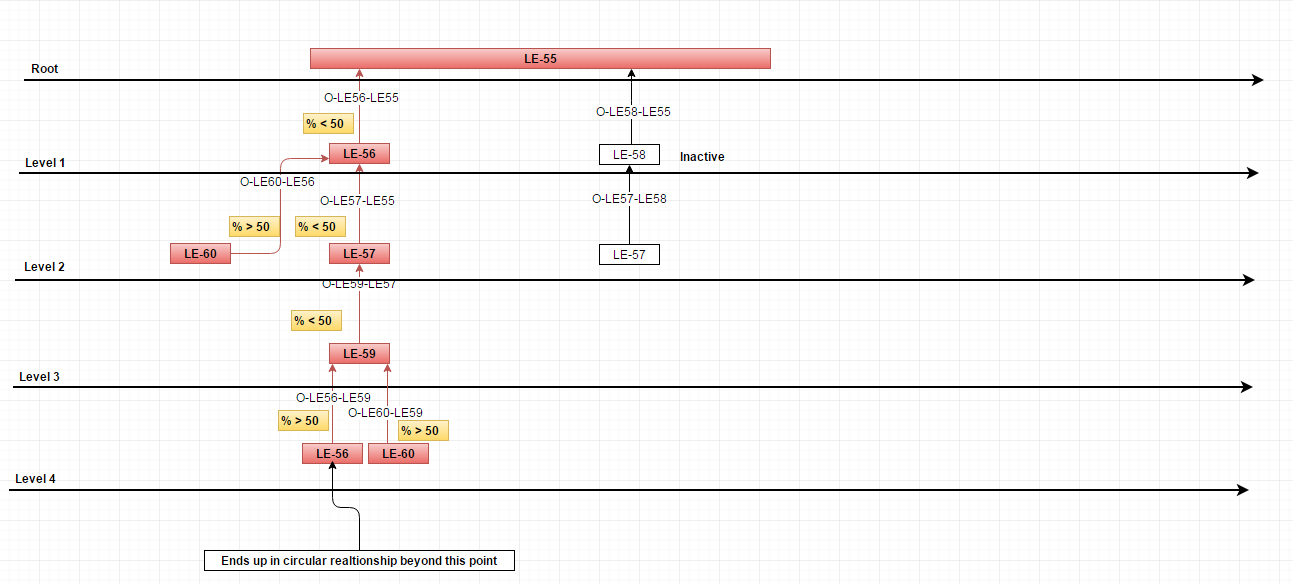 LE-55
Root
O-LE56-LE55
O-LE58-LE55
% < 50
LE-56
LE-58
Inactive
Level 1
O-LE60-LE56
O-LE57-LE55
O-LE57-LE58
% > 50
% < 50
LE-60
LE-57
LE-57
Level 2
O-LE59-LE57
% < 50
LE-59
Level 3
O-LE56-LE59
O-LE60-LE59
% > 50
% > 50
LE-56
LE-60
Level 4
Ends up in circular realtionship beyond this point